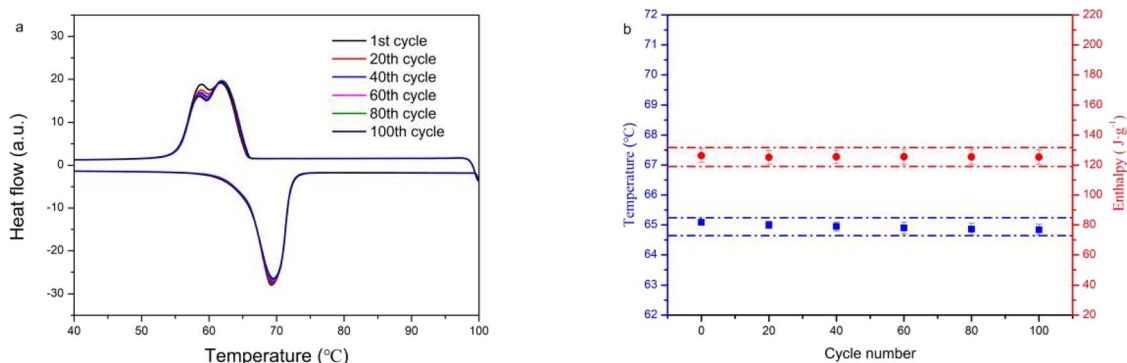 a
Heat flow (a.u.)
30
20
10
0
-10
-20
-30
40 50 60 70 80 90 100
Temperature (℃)
1st cycle
20th cycle
40th cycle
60th cycle
80th cycle
100th cycle
b
Temperature (℃)
72
71
70
69
68
67
66
65
64
63
62
0 20 40 60 80 100
Cycle number
220
200
180
160
140
120
100
80
60
40
20
Enthalpy ( J·g⁻¹)